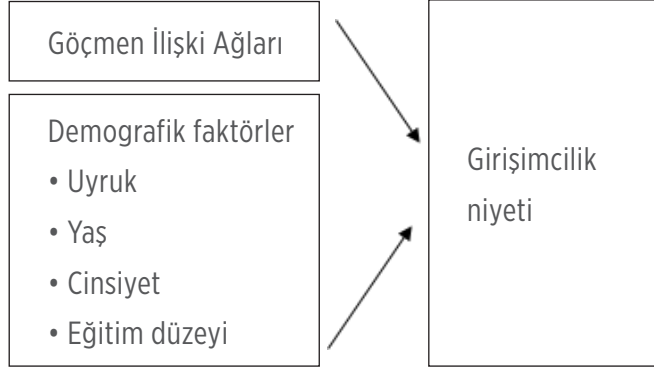 Göçmen İlişki Ağları
Demografik faktörler
• Uyruk
• Yaş
• Cinsiyet
• Eğitim düzeyi
Girişimcilik
niyeti